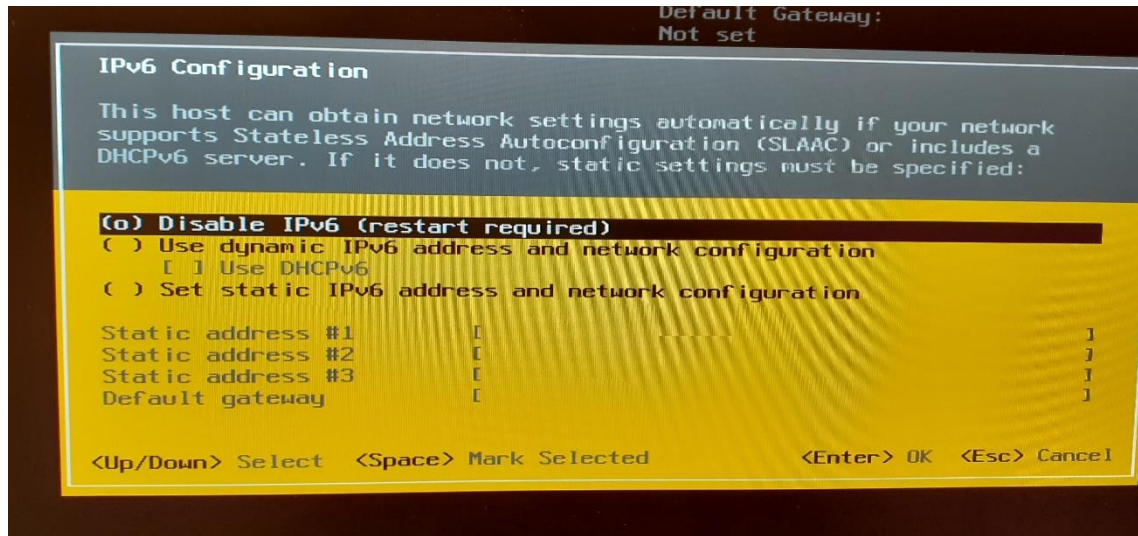 Default Gateway:
Not set
IPv6 Configuration
This host can obtain network settings automatically if your network
supports Stateless Address Autoconfiguration (SLAAC) or includes a
DHCPv6 server. If it does not, static settings must be specified:
(o) Disable IPv6 (restart required)
( ) Use dynamic IPv6 address and network configuration
[ ] Use DHCPv6
( ) Set static IPv6 address and network configuration
Static address #1 [ ]
Static address #2 [ ]
Static address #3 [ ]
Default gateway [ ]
<Up/Down> Select <Space> Mark Selected <Enter> OK <Esc> Cancel